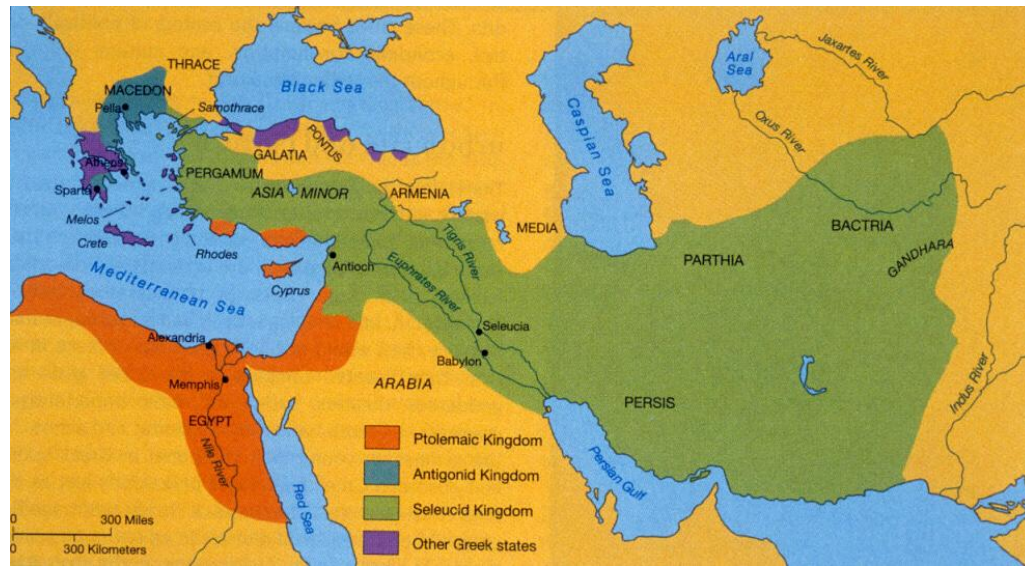 THRACE
MACEDON
Pella
Samothrace
Black Sea
Caspian Sea
Aral
Sea
Jaxartes River
Oxus River
PONTUS
GALATIA
PERGAMUM
ASIA MINOR
ARMENIA
MEDIA
Athens
Sparta
Melos
Crete
Rhodes
Cyprus
Antioch
Mediterranean Sea
Tigris River
Euphrates River
PARTHIA
BACTRIA
GANDHARA
Seleucia
Babylon
Alexandria
Memphis
ARABIA
PERSIS
Indus River
EGYPT
Nile River
Red Sea
Persian Gulf
Ptolemaic Kingdom
Antigonid Kingdom
Seleucid Kingdom
Other Greek states
0 300 Miles
0 300 Kilometers